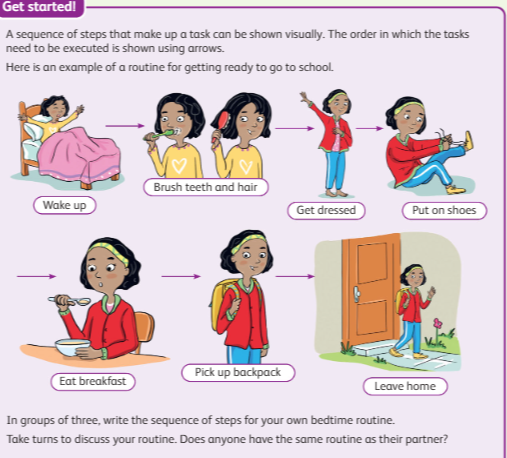 Get started!
A sequence of steps that make up a task can be shown visually. The order in which the tasks
need to be executed is shown using arrows.
Here is an example of a routine for getting ready to go to school.
Wake up
Brush teeth and hair
Get dressed
Put on shoes
Eat breakfast
Pick up backpack
Leave home
In groups of three, write the sequence of steps for your own bedtime routine.
Take turns to discuss your routine. Does anyone have the same routine as their partner?